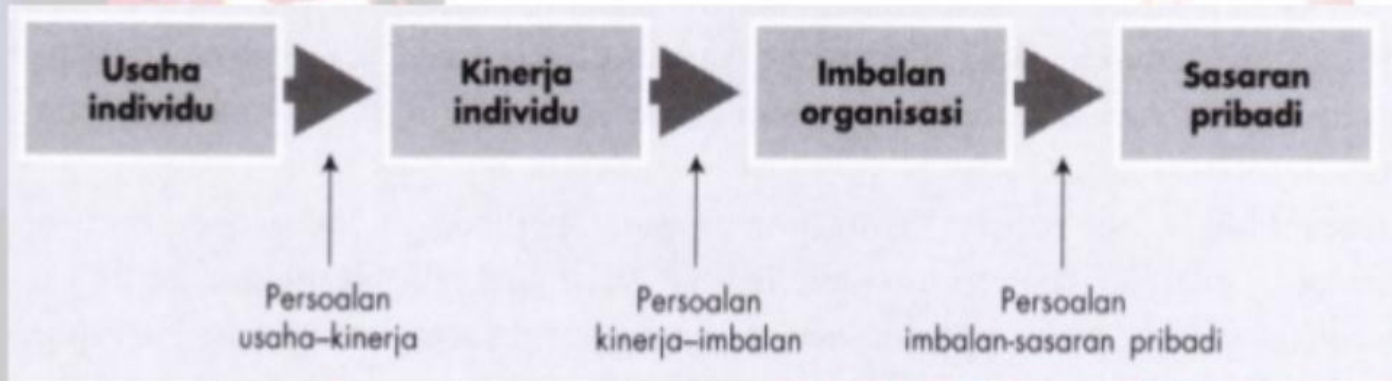 Usaha
individu
Kinerja
individu
Imbalan
organisasi
Sasaran
pribadi
Persoalan
usaha–kinerja
Persoalan
kinerja–imbalan
Persoalan
imbalan-sasaran pribadi